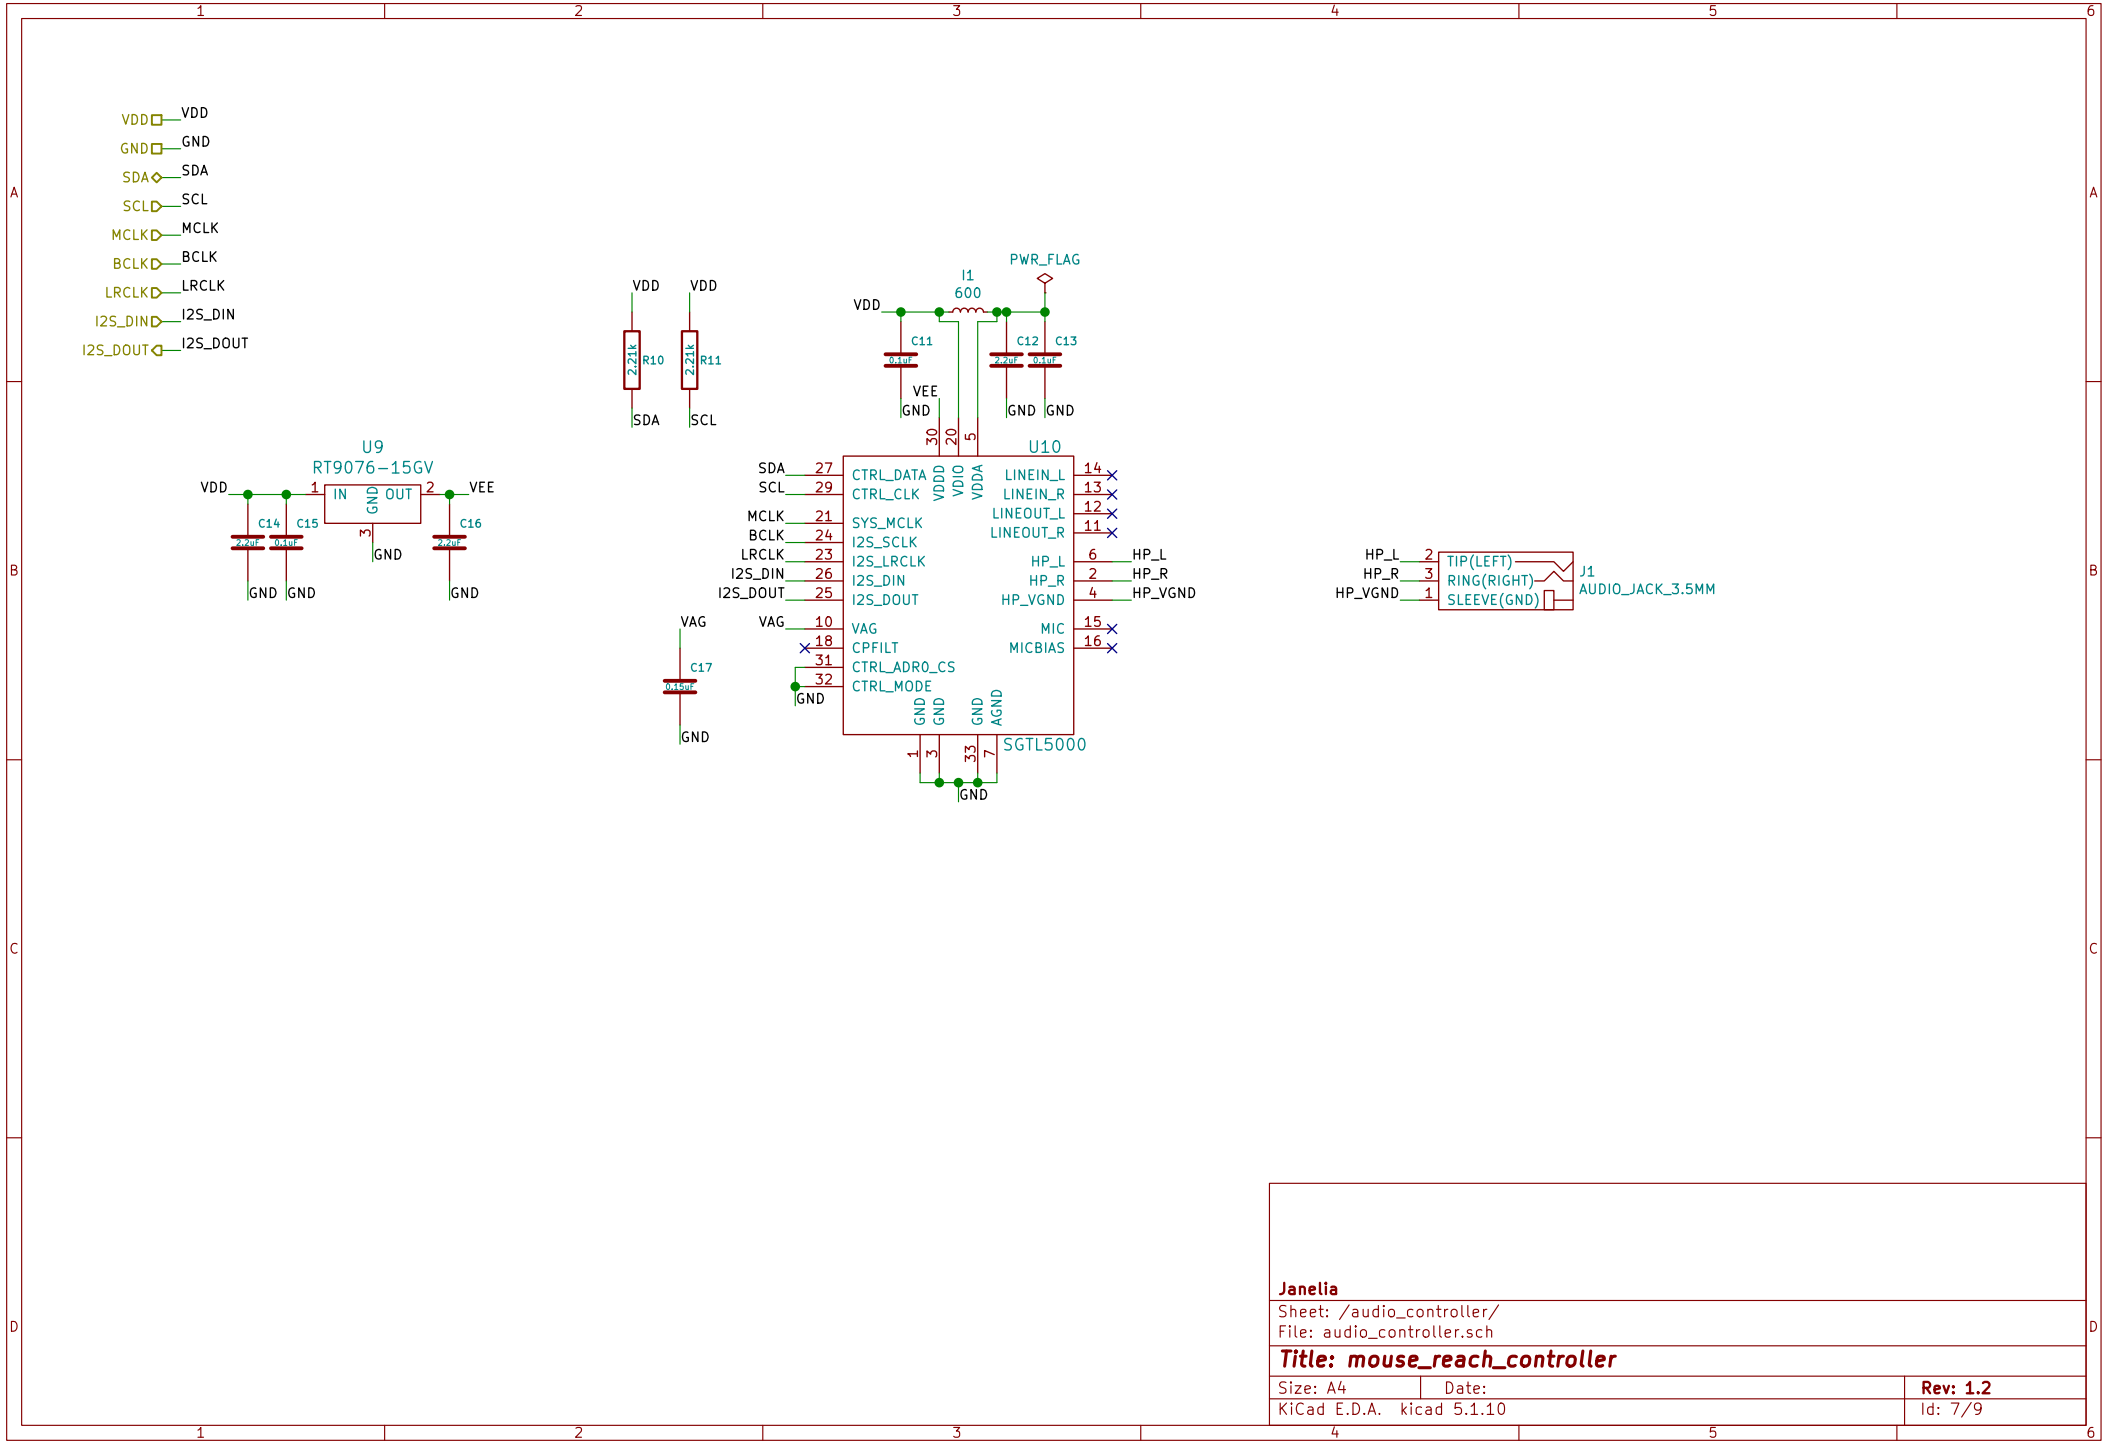 1 2 3 4 5 6
A A
B B
C C
D D
VDD VDD
GND GND
SDA SDA
SCL SCL
MCLK MCLK
BCLK BCLK
LRCLK LRCLK
I2S_DIN I2S_DIN
I2S_DOUT I2S_DOUT
U9
RT9076-15GV
VDD 1 IN GND OUT 2 VEE
3
GND
C14
2.2uF
GND
C15
0.1uF
GND
C16
2.2uF
GND
VDD
2.21k
R10
SDA
VDD
2.21k
R11
SCL
VAG
C17
0.15uF
GND
PWR_FLAG
I1
600
VDD
C11
0.1uF
GND
C12
2.2uF
GND
C13
0.1uF
GND
VEE
30 20 5
U10
VDDD VDIO VDDA
SDA 27 CTRL_DATA
SCL 29 CTRL_CLK
MCLK 21 SYS_MCLK
BCLK 24 I2S_SCLK
LRCLK 23 I2S_LRCLK
I2S_DIN 26 I2S_DIN
I2S_DOUT 25 I2S_DOUT
VAG 10 VAG
18 CPFILT
31 CTRL_ADR0_CS
32 CTRL_MODE
GND
LINEIN_L 14
LINEIN_R 13
LINEOUT_L 12
LINEOUT_R 11
HP_L 6 HP_L
HP_R 2 HP_R
HP_VGND 4 HP_VGND
MIC 15
MICBIAS 16
GND GND GND AGND
1 3 33 7
SGTL5000
GND
HP_L 2 TIP(LEFT)
HP_R 3 RING(RIGHT)
HP_VGND 1 SLEEVE(GND)
J1
AUDIO_JACK_3.5MM
Janelia
Sheet: /audio_controller/
File: audio_controller.sch
Title: mouse_reach_controller
Size: A4 Date: Rev: 1.2
KiCad E.D.A. kicad 5.1.10 Id: 7/9
1 2 3 4 5 6